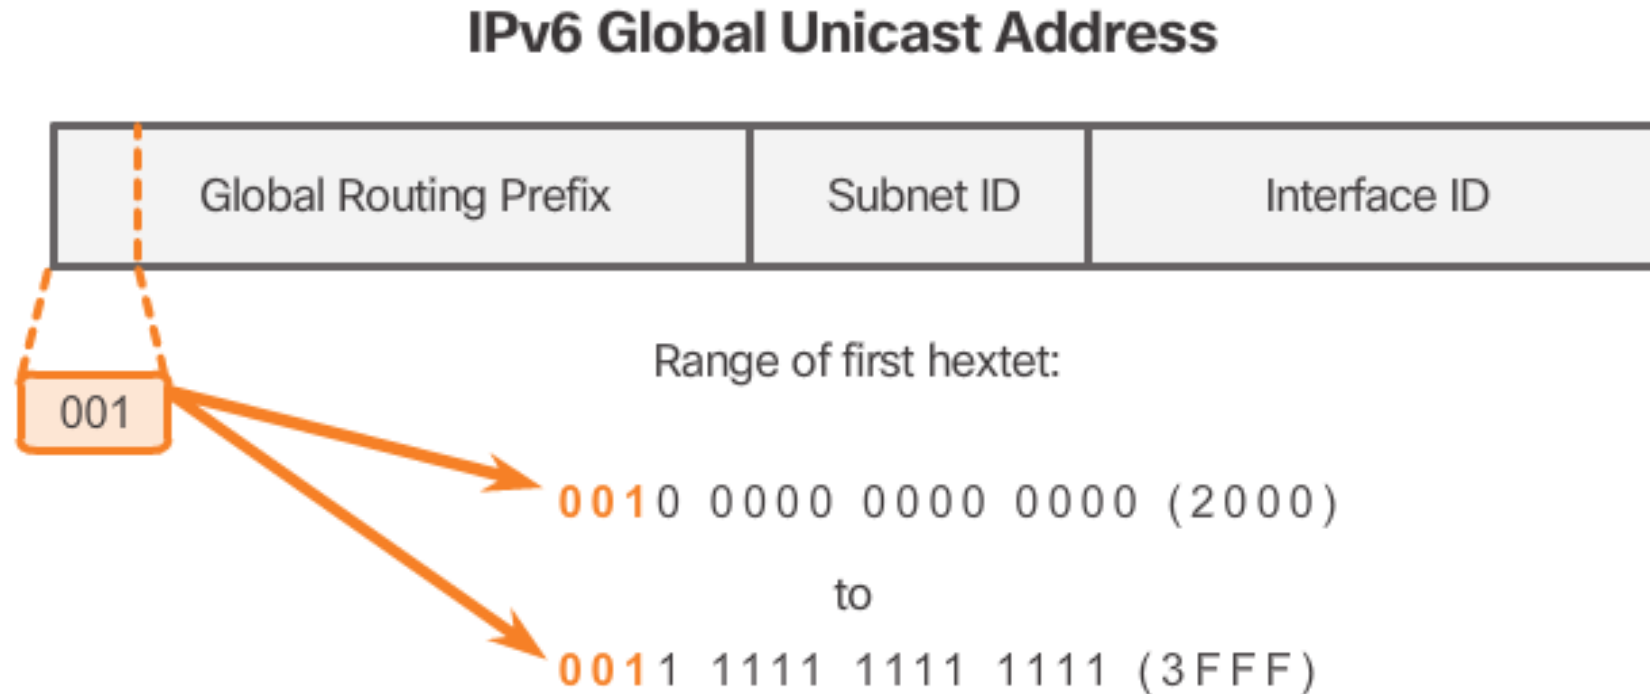 IPv6 Global Unicast Address
Global Routing Prefix Subnet ID Interface ID
Range of first hextet:
001
0010 0000 0000 0000 (2000)
to
0011 1111 1111 1111 (3FFF)